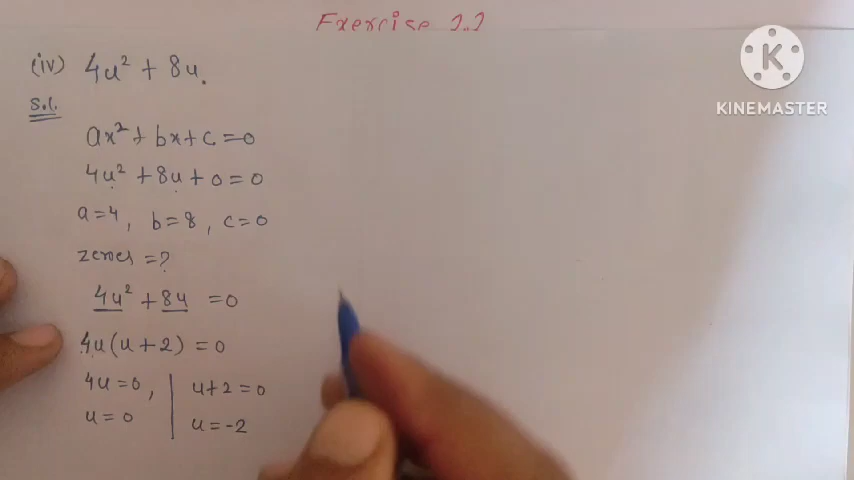 Exercise 2.2
(iv) 4u² + 8u.
Sol.
ax² + bx + c = 0
4u² + 8u + 0 = 0
a = 4, b = 8, c = 0
zeroes = ?
4u² + 8u = 0
4u(u + 2) = 0
4u = 0, | u + 2 = 0
u = 0 | u = -2
K
KINEMASTER